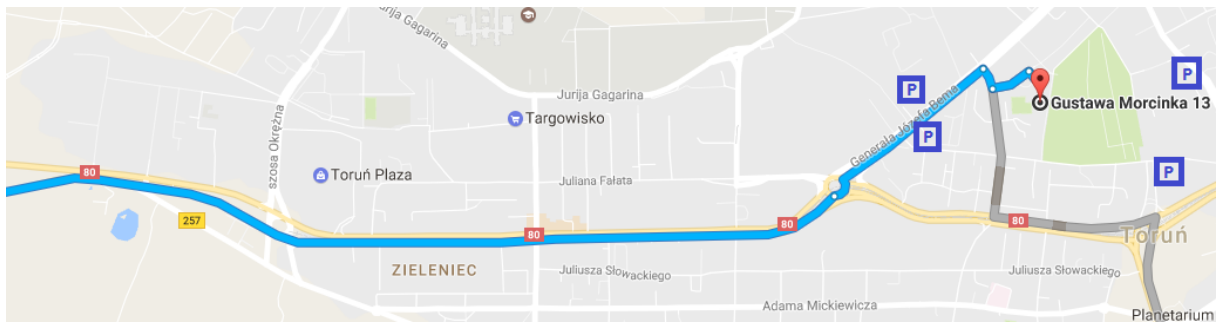 Jurija Gagarina
Jurija Gagarina
szosa Okrężna
Targowisko
Generała Józefa Bema
P
P
P
P
Gustawa Morcinka 13
80
Toruń Plaza
Juliana Fałata
257
80
80
80
Toruń
ZIELENIEC
Juliusza Słowackiego
Juliusza Słowackiego
Adama Mickiewicza
Planetarium